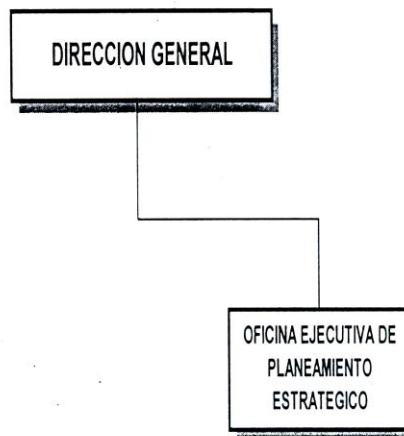 DIRECCION GENERAL
OFICINA EJECUTIVA DE
PLANEAMIENTO
ESTRATEGICO